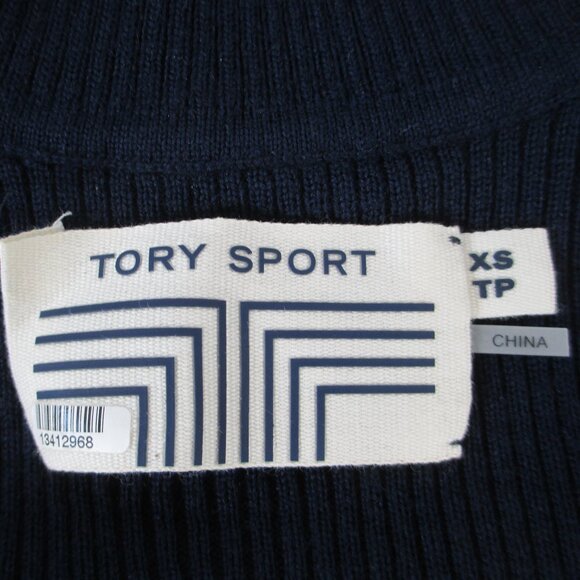 TORY SPORT
XS
TP
CHINA
13412968